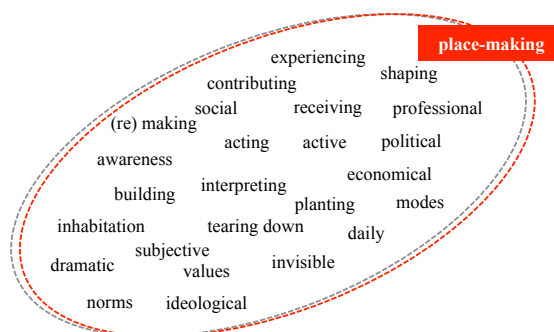 place-making
experiencing
shaping
contributing
social
receiving
professional
(re) making
acting
active
political
awareness
economical
interpreting
building
planting
modes
inhabitation
tearing down
daily
subjective
dramatic
values
invisible
norms
ideological